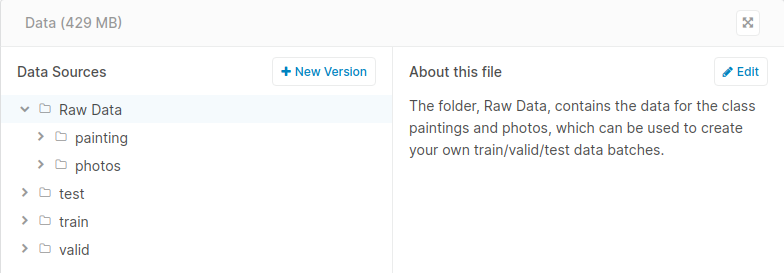 Data (429 MB)
Data Sources
New Version
Raw Data
painting
photos
test
train
valid
About this file
Edit
The folder, Raw Data, contains the data for the class
paintings and photos, which can be used to create
your own train/valid/test data batches.